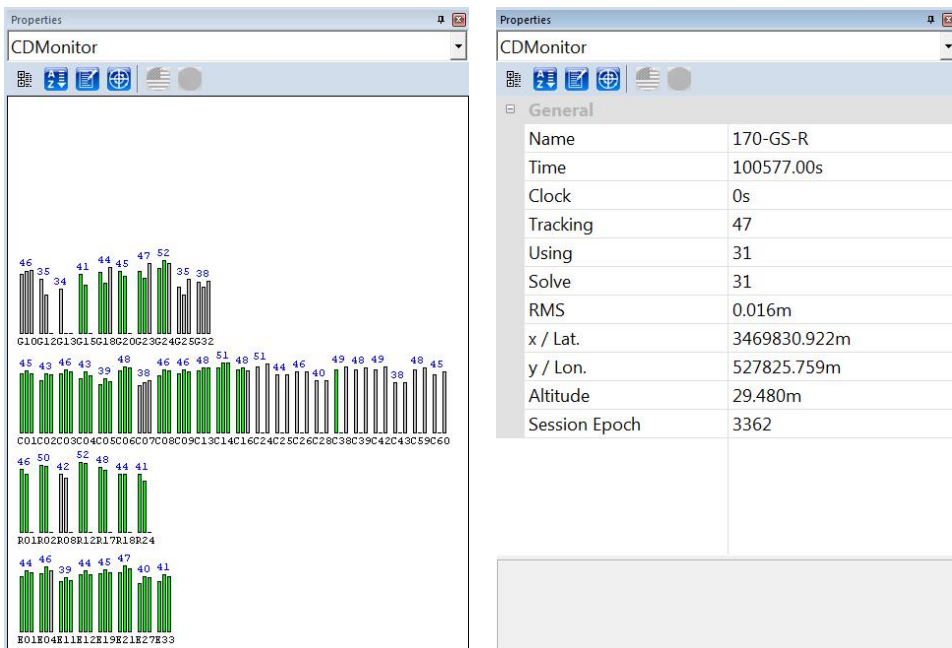 Properties
CDMonitor
A
Z
46 35 34 41 44 45 47 52 35 38
G10G12G13G15G18G20G23G24G25G32
45 43 46 43 39 48 38 46 46 48 51 48 51 44 46 40 49 48 49 38 48 45
C01C02C03C04C05C06C07C08C09C13C14C16C24C25C26C28C38C39C42C43C59C60
46 50 42 52 48 44 41
R01R02R08R12R17R18R24
44 46 39 44 45 47 40 41
E01E04E11E12E19E21E27E33
Properties
CDMonitor
A
Z
General
Name 170-GS-R
Time 100577.00s
Clock 0s
Tracking 47
Using 31
Solve 31
RMS 0.016m
x / Lat. 3469830.922m
y / Lon. 527825.759m
Altitude 29.480m
Session Epoch 3362